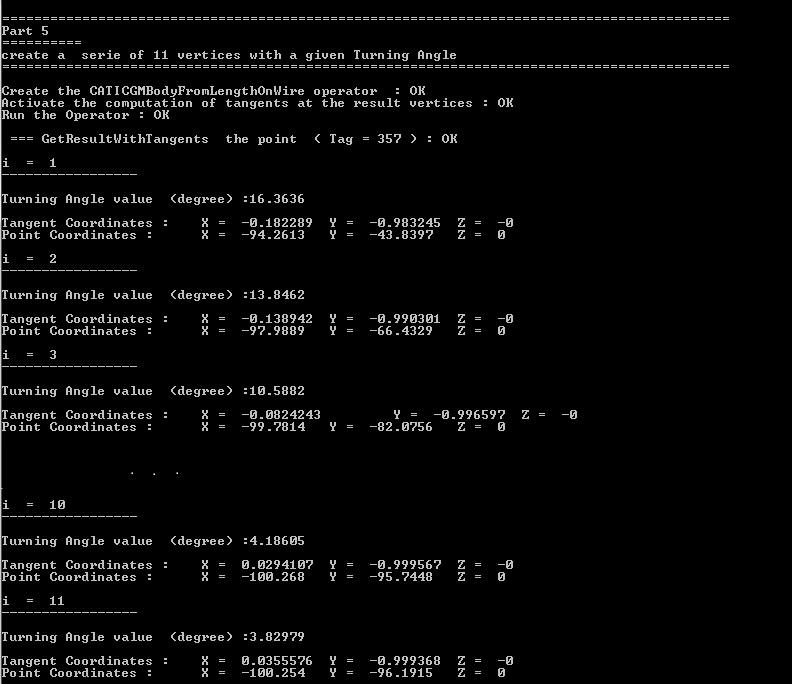 ===========================================================================================
Part 5
==========
create a  serie of 11 vertices with a given Turning Angle
===========================================================================================
Create the CATICGMBodyFromLengthOnWire operator  : OK
Activate the computation of tangents at the result vertices : OK
Run the Operator : OK
 === GetResultWithTangents  the point  ( Tag = 357 ) : OK
i  =  1
-----------------
Turning Angle value  (degree) :16.3636
Tangent Coordinates :    X =  -0.182289  Y =  -0.983245  Z =  -0
Point Coordinates :      X =  -94.2613   Y =  -43.8397   Z =  0
i  =  2
-----------------
Turning Angle value  (degree) :13.8462
Tangent Coordinates :    X =  -0.138942  Y =  -0.990301  Z =  -0
Point Coordinates :      X =  -97.9889   Y =  -66.4329   Z =  0
i  =  3
-----------------
Turning Angle value  (degree) :10.5882
Tangent Coordinates :    X =  -0.0824243         Y =  -0.996597  Z =  -0
Point Coordinates :      X =  -99.7814   Y =  -82.0756   Z =  0
. . .
i  =  10
-----------------
Turning Angle value  (degree) :4.18605
Tangent Coordinates :    X =  0.0294107  Y =  -0.999567  Z =  -0
Point Coordinates :      X =  -100.268   Y =  -95.7448   Z =  0
i  =  11
-----------------
Turning Angle value  (degree) :3.82979
Tangent Coordinates :    X =  0.0355576  Y =  -0.999368  Z =  -0
Point Coordinates :      X =  -100.254   Y =  -96.1915   Z =  0